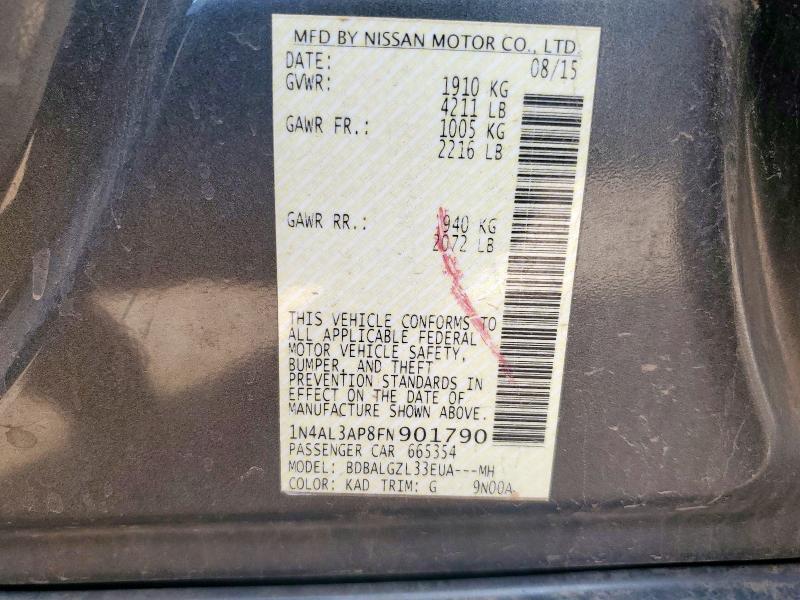 MFD BY NISSAN MOTOR CO., LTD.
DATE: 08/15
GVWR: 1910 KG
4211 LB
GAWR FR.: 1005 KG
2216 LB
GAWR RR.: 940 KG
2072 LB
THIS VEHICLE CONFORMS TO
ALL APPLICABLE FEDERAL
MOTOR VEHICLE SAFETY,
BUMPER, AND THEFT
PREVENTION STANDARDS IN
EFFECT ON THE DATE OF
MANUFACTURE SHOWN ABOVE.
1N4AL3AP8FN901790
PASSENGER CAR 665354
MODEL: BDBALGZL33EUA---MH
COLOR: KAD TRIM: G 9N00A